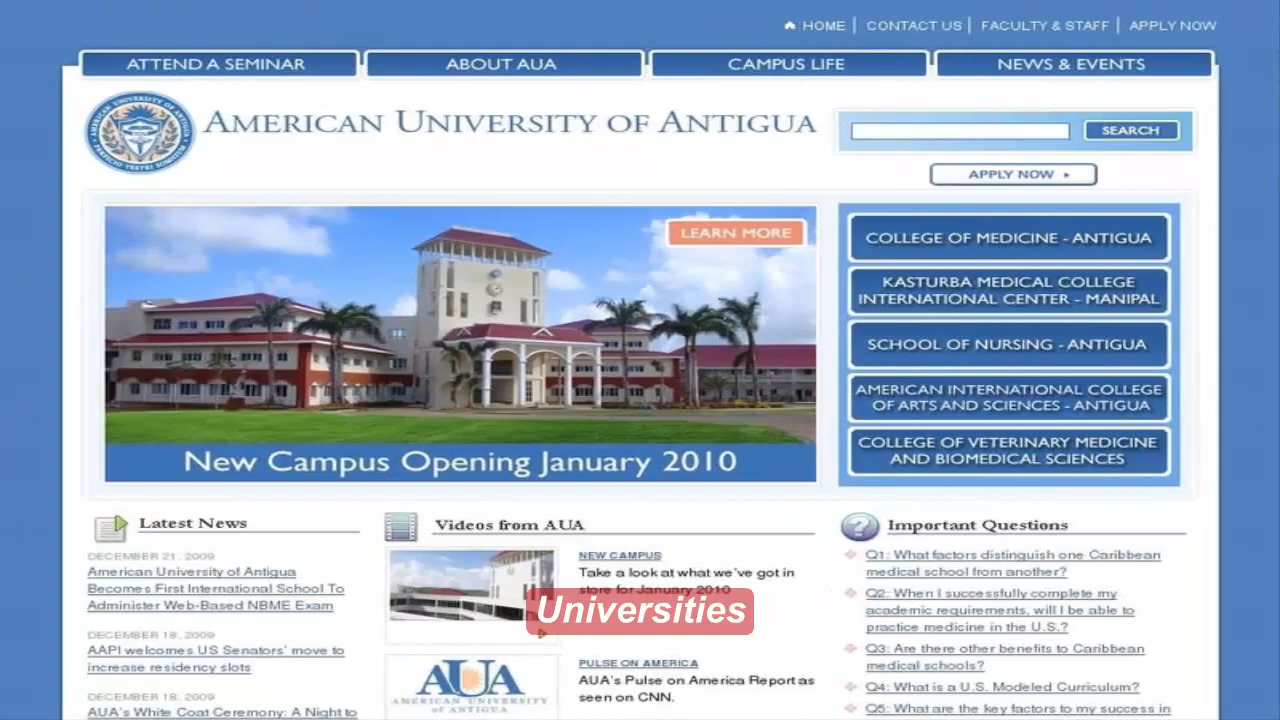 HOME | CONTACT US | FACULTY & STAFF | APPLY NOW
ATTEND A SEMINAR
ABOUT AUA
CAMPUS LIFE
NEWS & EVENTS
AMERICAN UNIVERSITY OF ANTIGUA
SEARCH
APPLY NOW
LEARN MORE
New Campus Opening January 2010
COLLEGE OF MEDICINE - ANTIGUA
KASTURBA MEDICAL COLLEGE
INTERNATIONAL CENTER - MANIPAL
SCHOOL OF NURSING - ANTIGUA
AMERICAN INTERNATIONAL COLLEGE
OF ARTS AND SCIENCES - ANTIGUA
COLLEGE OF VETERINARY MEDICINE
AND BIOMEDICAL SCIENCES
Latest News
DECEMBER 21, 2009
American University of Antigua
Becomes First International School To
Administer Web-Based NBME Exam
DECEMBER 18, 2009
AAPI welcomes US Senators' move to
increase residency slots
DECEMBER 18, 2009
AUA's White Coat Ceremony: A Night to
Videos from AUA
NEW CAMPUS
Take a look at what we've got in
store for January 2010
Universities
PULSE ON AMERICA
AUA's Pulse on America Report as
seen on CNN.
AUA
AMERICAN UNIVERSITY
of ANTIGUA
Important Questions
Q1: What factors distinguish one Caribbean
medical school from another?
Q2: When I successfully complete my
academic requirements, will I be able to
practice medicine in the U.S.?
Q3: Are there other benefits to Caribbean
medical schools?
Q4: What is a U.S. Modeled Curriculum?
Q5: What are the key factors to my success in